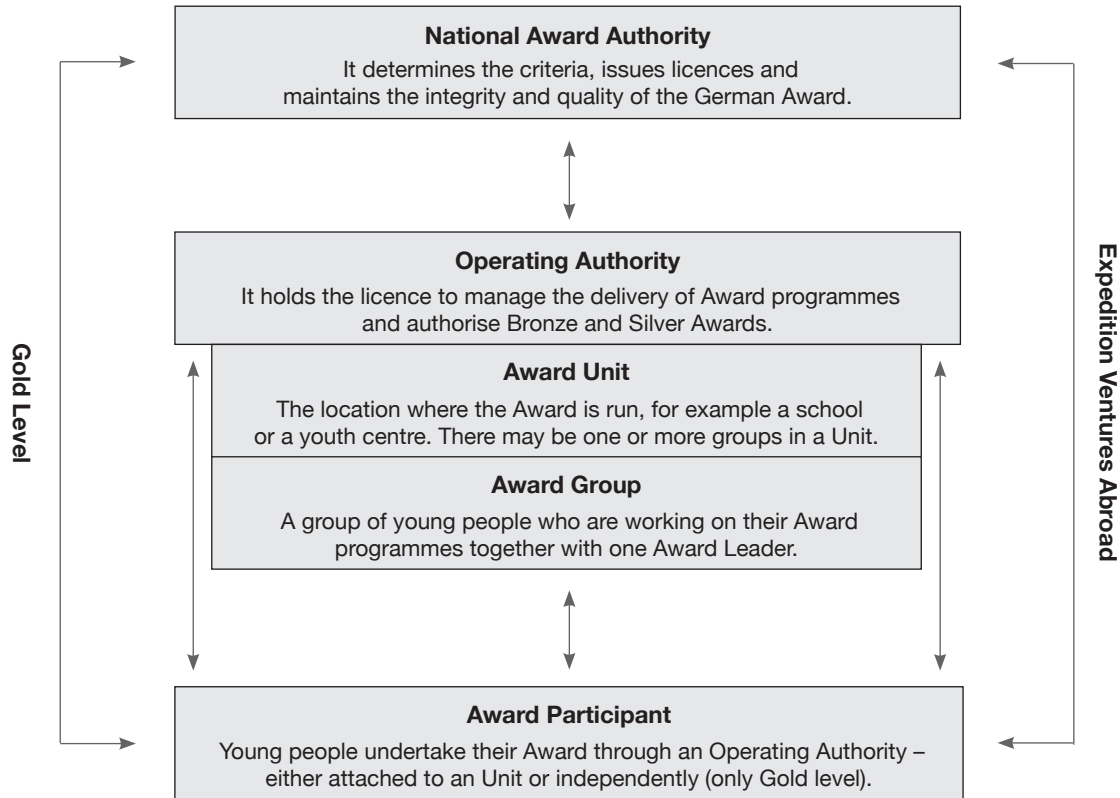 National Award Authority
It determines the criteria, issues licences and
maintains the integrity and quality of the German Award.
Operating Authority
It holds the licence to manage the delivery of Award programmes
and authorise Bronze and Silver Awards.
Gold Level
Expedition Ventures Abroad
Award Unit
The location where the Award is run, for example a school
or a youth centre. There may be one or more groups in a Unit.
Award Group
A group of young people who are working on their Award
programmes together with one Award Leader.
Award Participant
Young people undertake their Award through an Operating Authority –
either attached to an Unit or independently (only Gold level).